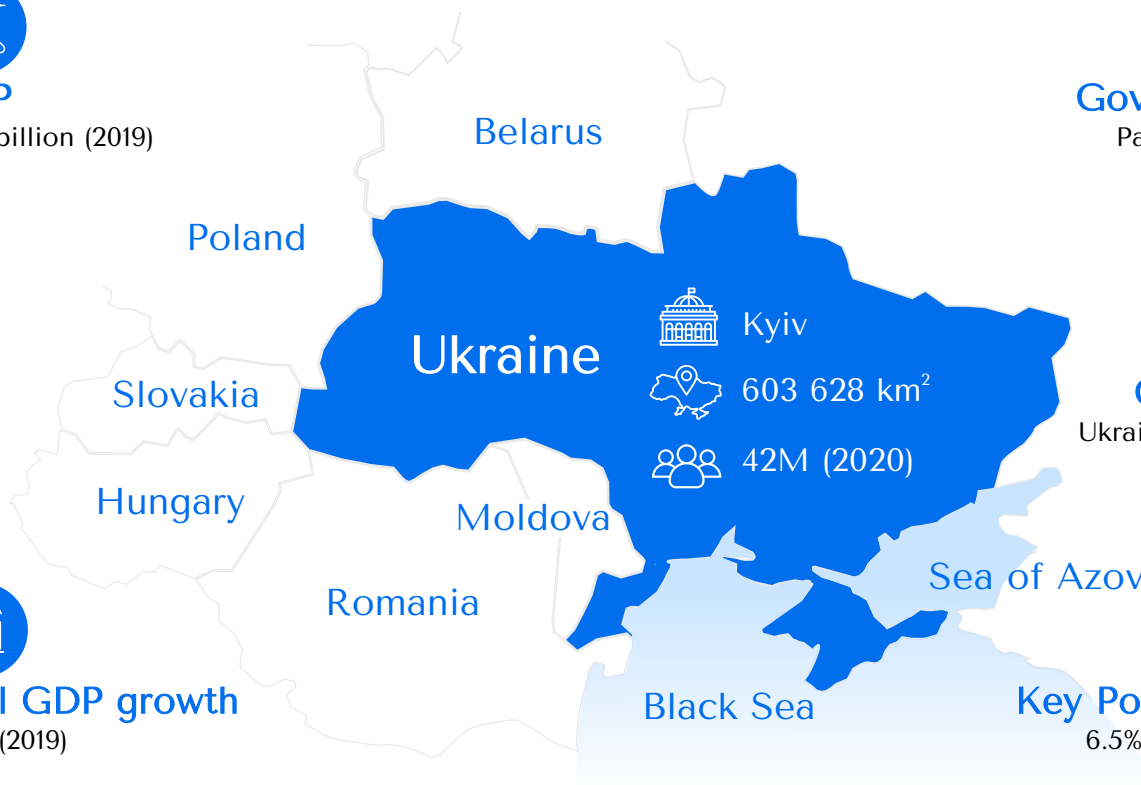 P
billion (2019)
Belarus
Gov
Pa
Poland
Ukraine
Kyiv
603 628 km²
42M (2020)
Slovakia
Ukrai
Hungary
Moldova
Romania
Sea of Azov
Black Sea
l GDP growth
(2019)
Key Po
6.5%